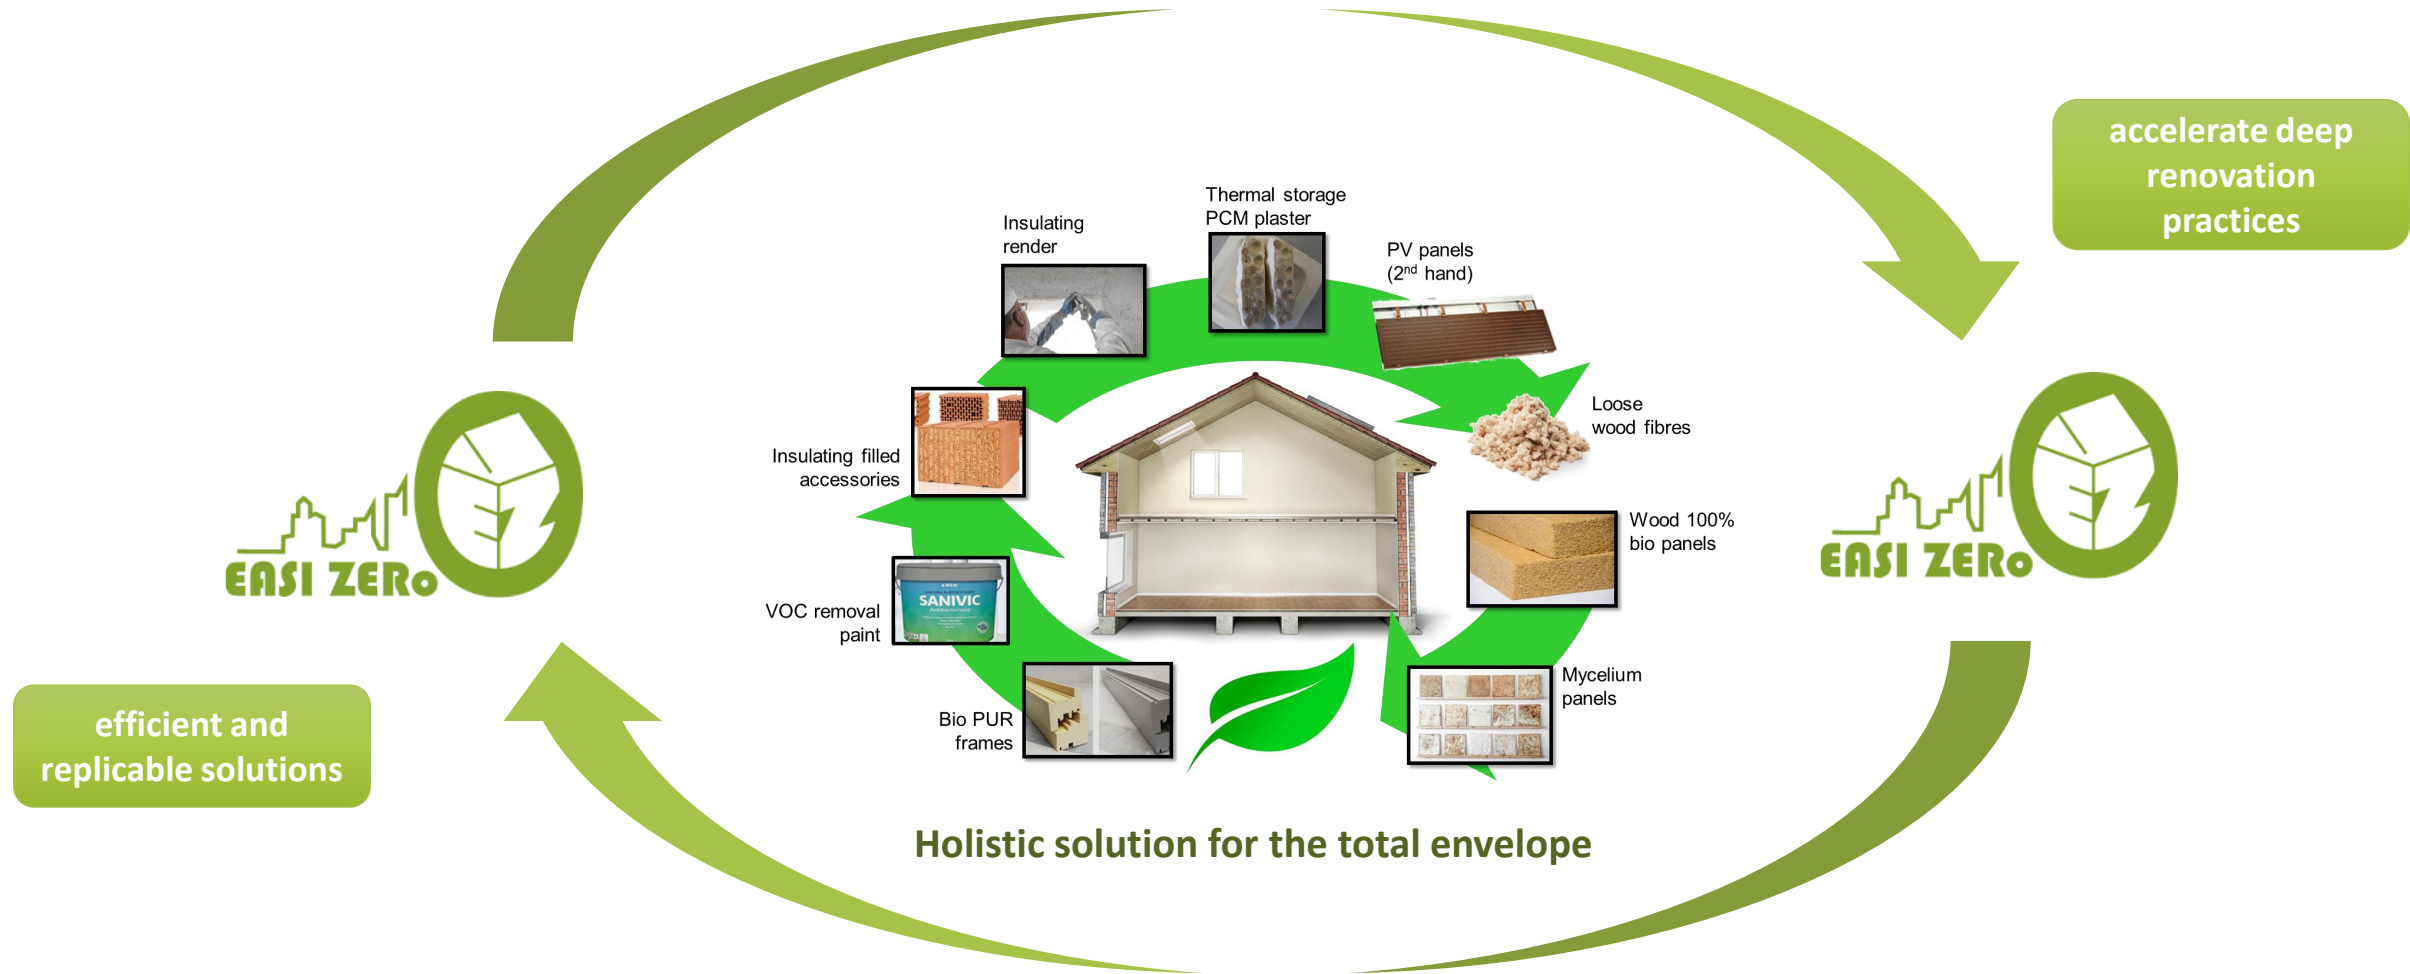 accelerate deep
renovation
practices
Thermal storage
PCM plaster
Insulating
render
PV panels
(2nd hand)
Loose
wood fibres
Insulating filled
accessories
Wood 100%
bio panels
EASI ZERo
EASI ZERo
SANIVIC
VOC removal
paint
Mycelium
panels
Bio PUR
frames
efficient and
replicable solutions
Holistic solution for the total envelope